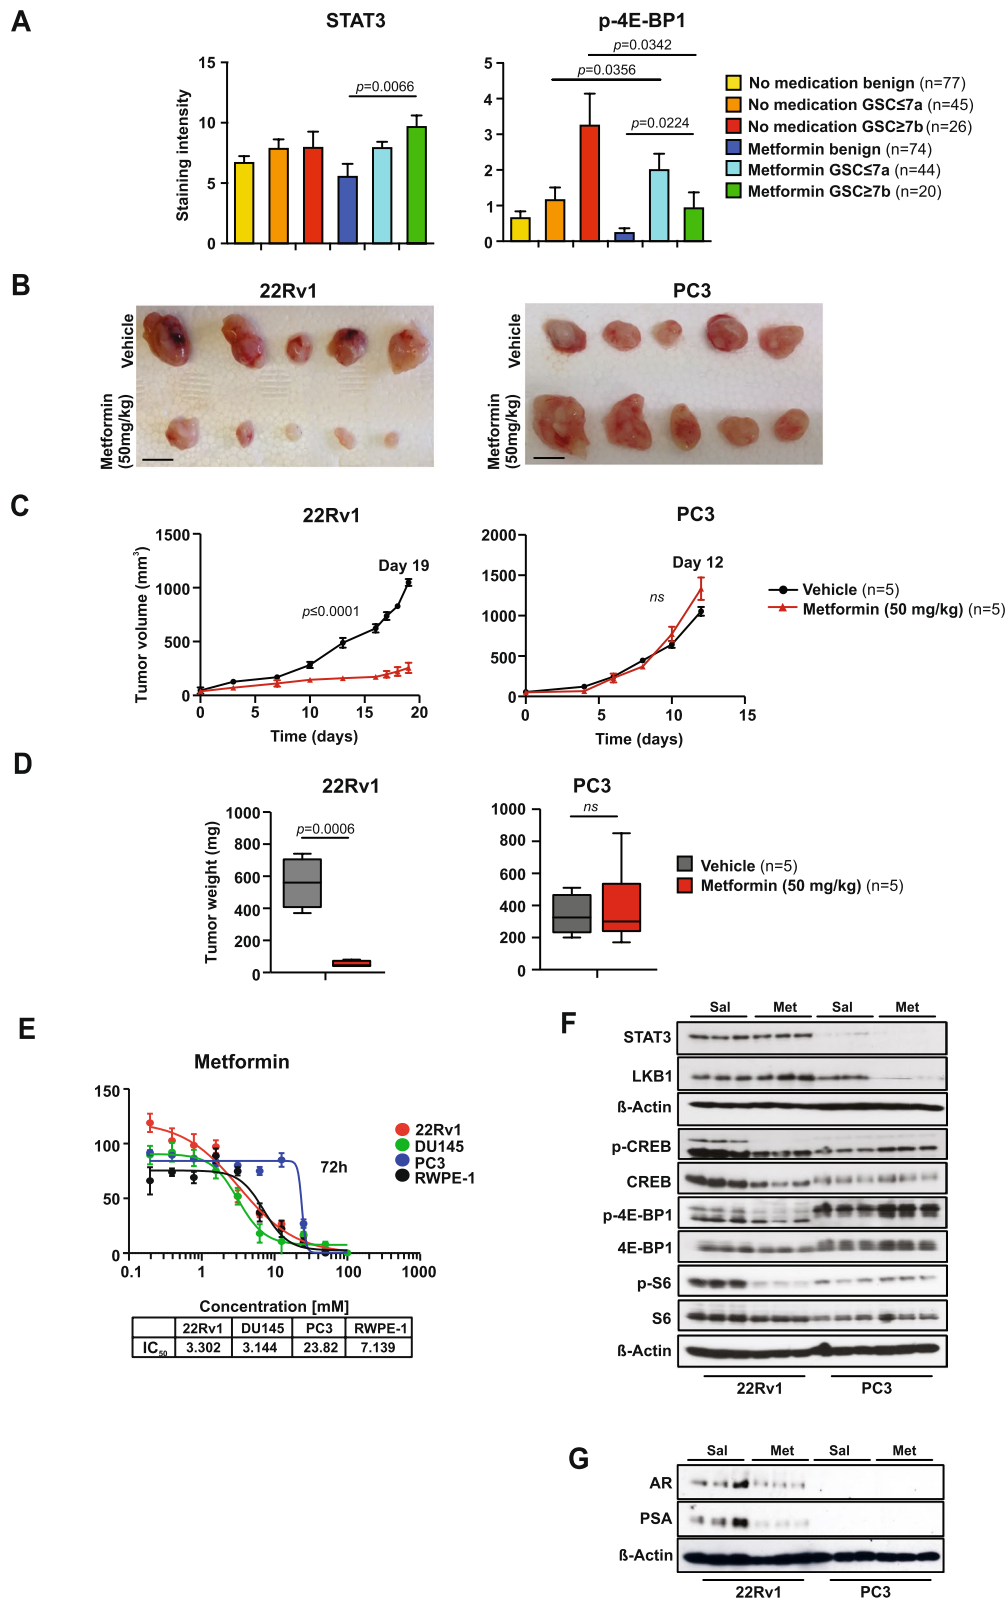 A
STAT3
p-4E-BP1
Staining intensity
15
10
5
0
p=0.0066
5
4
3
2
1
0
p=0.0342
p=0.0356
p=0.0224
No medication benign (n=77)
No medication GSC≤7a (n=45)
No medication GSC≥7b (n=26)
Metformin benign (n=74)
Metformin GSC≤7a (n=44)
Metformin GSC≥7b (n=20)
B
22Rv1
PC3
Vehicle
Metformin
(50mg/kg)
Vehicle
Metformin
(50mg/kg)
C
22Rv1
PC3
Tumor volume (mm³)
1500
1000
500
0
Day 19
p≤0.0001
0 5 10 15 20
Time (days)
2000
1500
1000
500
0
Day 12
ns
0 5 10 15
Time (days)
Vehicle (n=5)
Metformin (50 mg/kg) (n=5)
D
22Rv1
PC3
Tumor weight (mg)
1000
800
600
400
200
0
p=0.0006
1000
800
600
400
200
0
ns
Vehicle (n=5)
Metformin (50 mg/kg) (n=5)
E
Metformin
150
100
50
0
72h
22Rv1
DU145
PC3
RWPE-1
0.1 1 10 100 1000
Concentration [mM]
22Rv1 DU145 PC3 RWPE-1
IC50 3.302 3.144 23.82 7.139
F
Sal Met Sal Met
STAT3
LKB1
ß-Actin
p-CREB
CREB
p-4E-BP1
4E-BP1
p-S6
S6
ß-Actin
22Rv1 PC3
G
Sal Met Sal Met
AR
PSA
ß-Actin
22Rv1 PC3